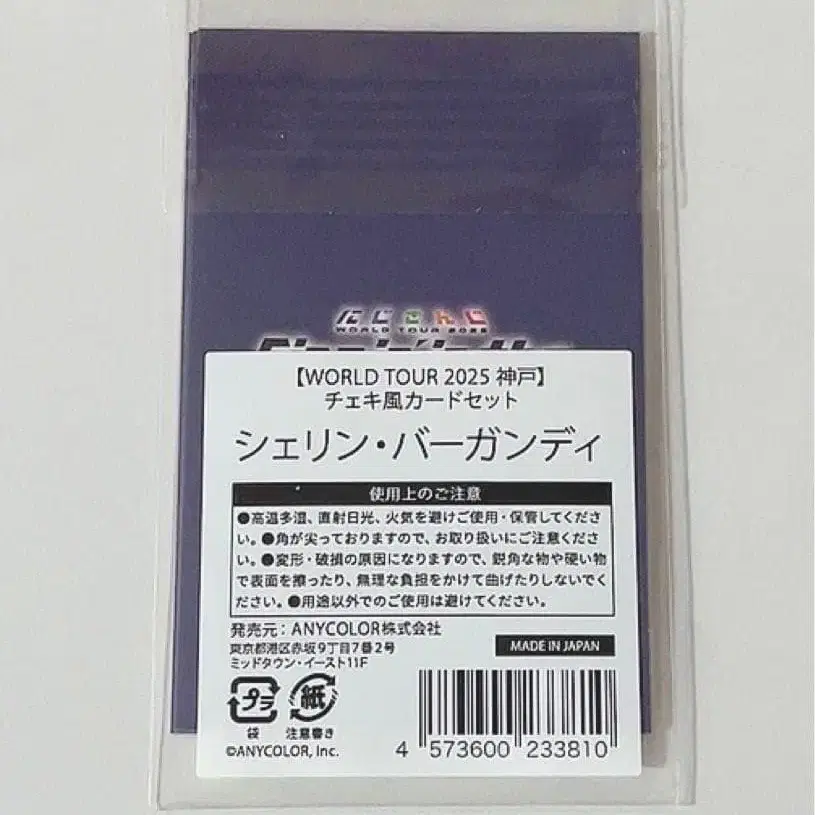 にじさんじ
WORLD TOUR 2025
【WORLD TOUR 2025 神戸】
チェキ風カードセット
シェリン・バーガンディ
使用上のご注意
●高温多湿、直射日光、火気を避けご使用・保管してくださ
い。●角が尖っておりますので、お取り扱いにご注意くださ
い。●変形・破損の原因になりますので、鋭角な物や硬い物
で表面を擦ったり、無理な負担をかけて曲げたりしないでく
ださい。●用途以外でのご使用は避けてください。
発売元：ANYCOLOR株式会社
東京都港区赤坂9丁目7番2号
ミッドタウン・イースト11F
MADE IN JAPAN
プラ
紙
袋
注意書き
©ANYCOLOR, Inc.
4 573600 233810